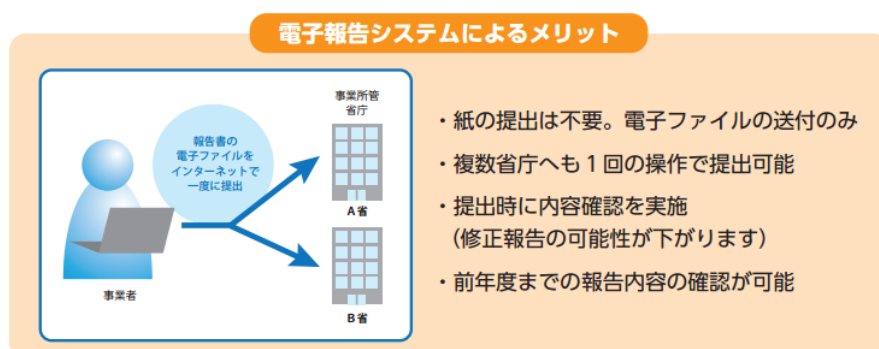 電子報告システムによるメリット
報告書の
電子ファイルを
インターネットで
一度に提出
事業者
事業所管
省庁
A省
B省
・紙の提出は不要。電子ファイルの送付のみ
・複数省庁へも1回の操作で提出可能
・提出時に内容確認を実施
（修正報告の可能性が下がります）
・前年度までの報告内容の確認が可能